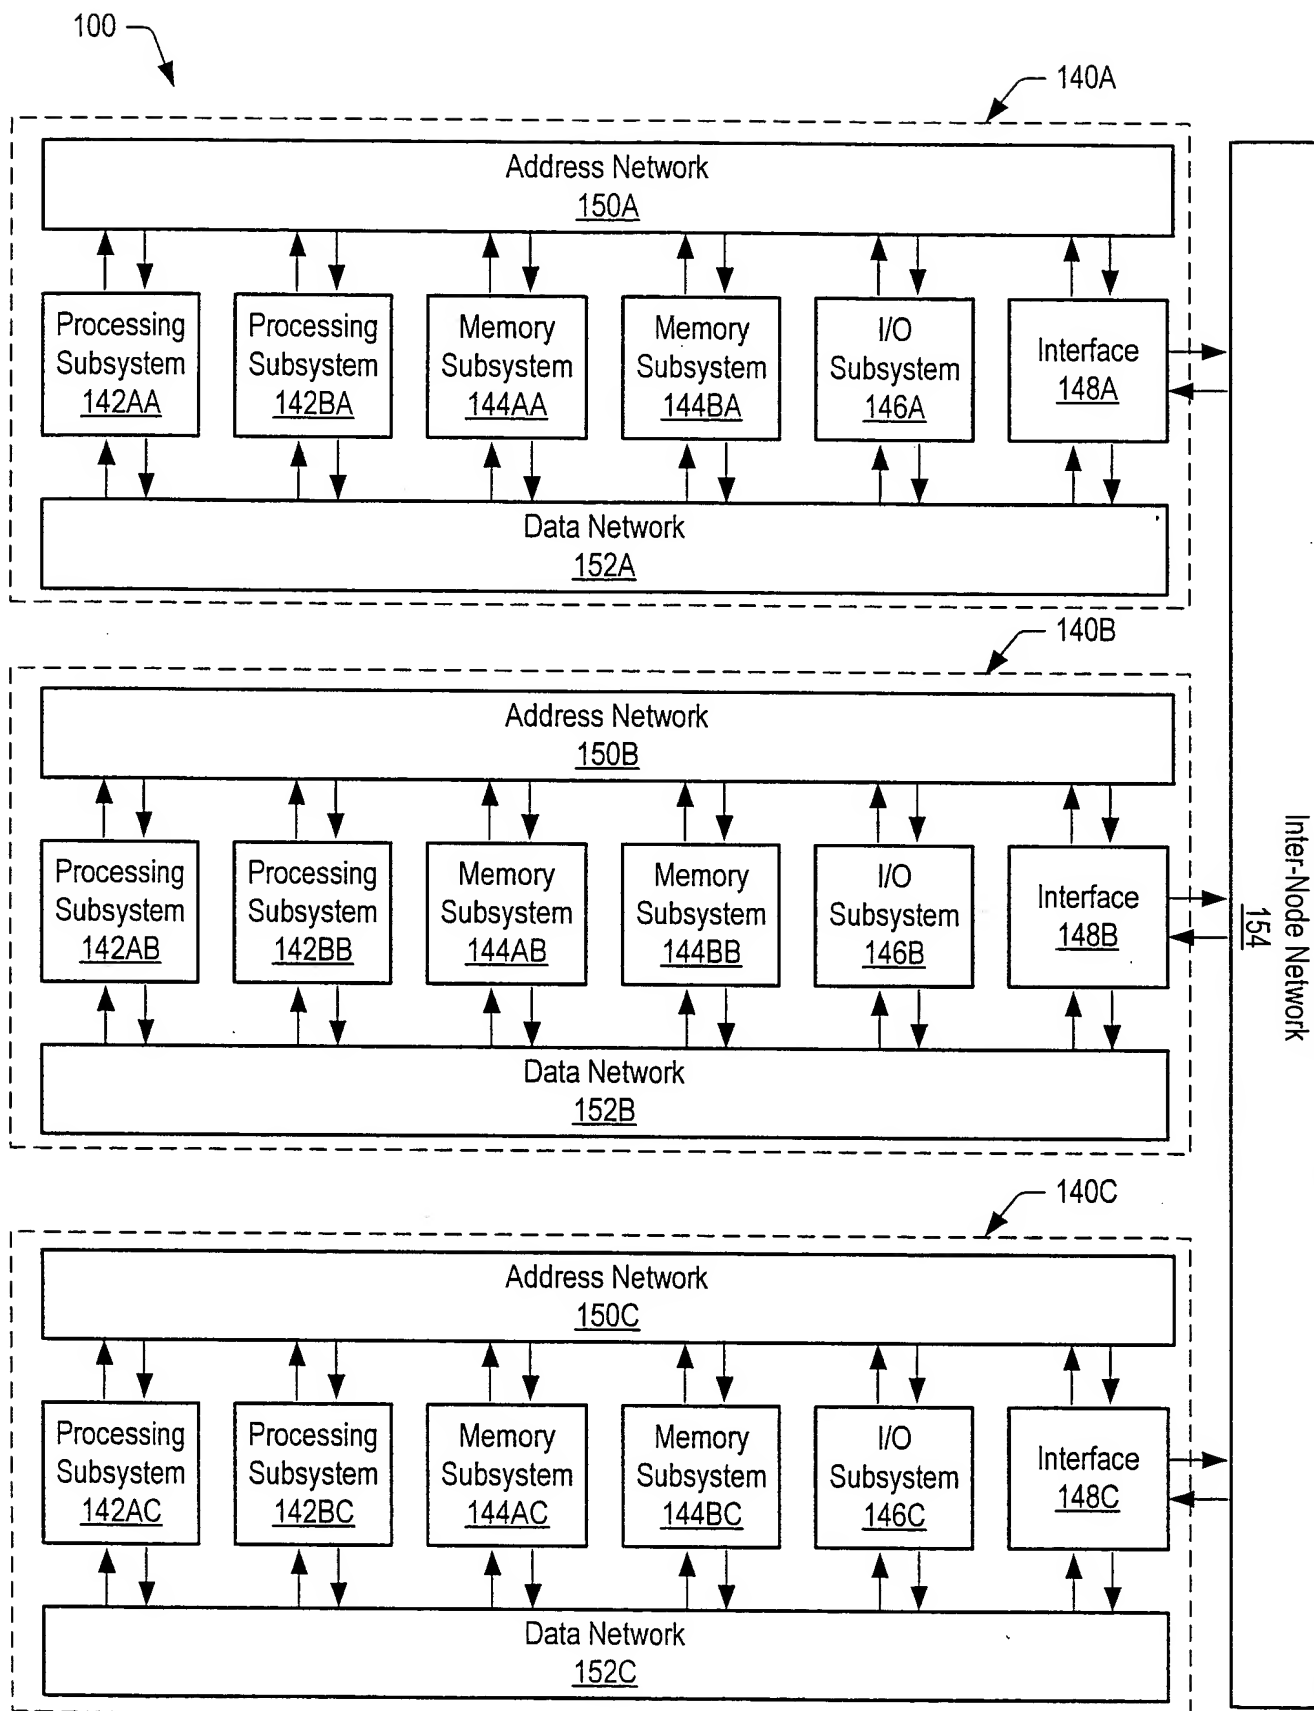 100
140A
Address Network
150A
Processing
Subsystem
142AA
Processing
Subsystem
142BA
Memory
Subsystem
144AA
Memory
Subsystem
144BA
I/O
Subsystem
146A
Interface
148A
Data Network
152A
140B
Address Network
150B
Processing
Subsystem
142AB
Processing
Subsystem
142BB
Memory
Subsystem
144AB
Memory
Subsystem
144BB
I/O
Subsystem
146B
Interface
148B
Data Network
152B
140C
Address Network
150C
Processing
Subsystem
142AC
Processing
Subsystem
142BC
Memory
Subsystem
144AC
Memory
Subsystem
144BC
I/O
Subsystem
146C
Interface
148C
Data Network
152C
Inter-Node Network
154